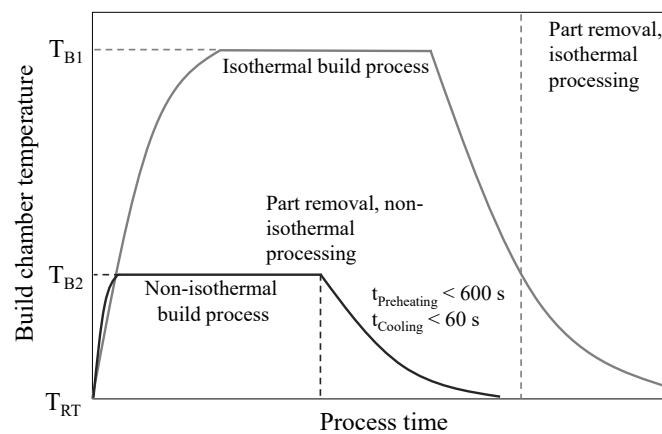 T_B1
Part removal,
isothermal
processing
Isothermal build process
Build chamber temperature
Part removal, non-
isothermal
processing
T_B2
Non-isothermal
build process
t_Preheating < 600 s
t_Cooling < 60 s
T_RT
Process time